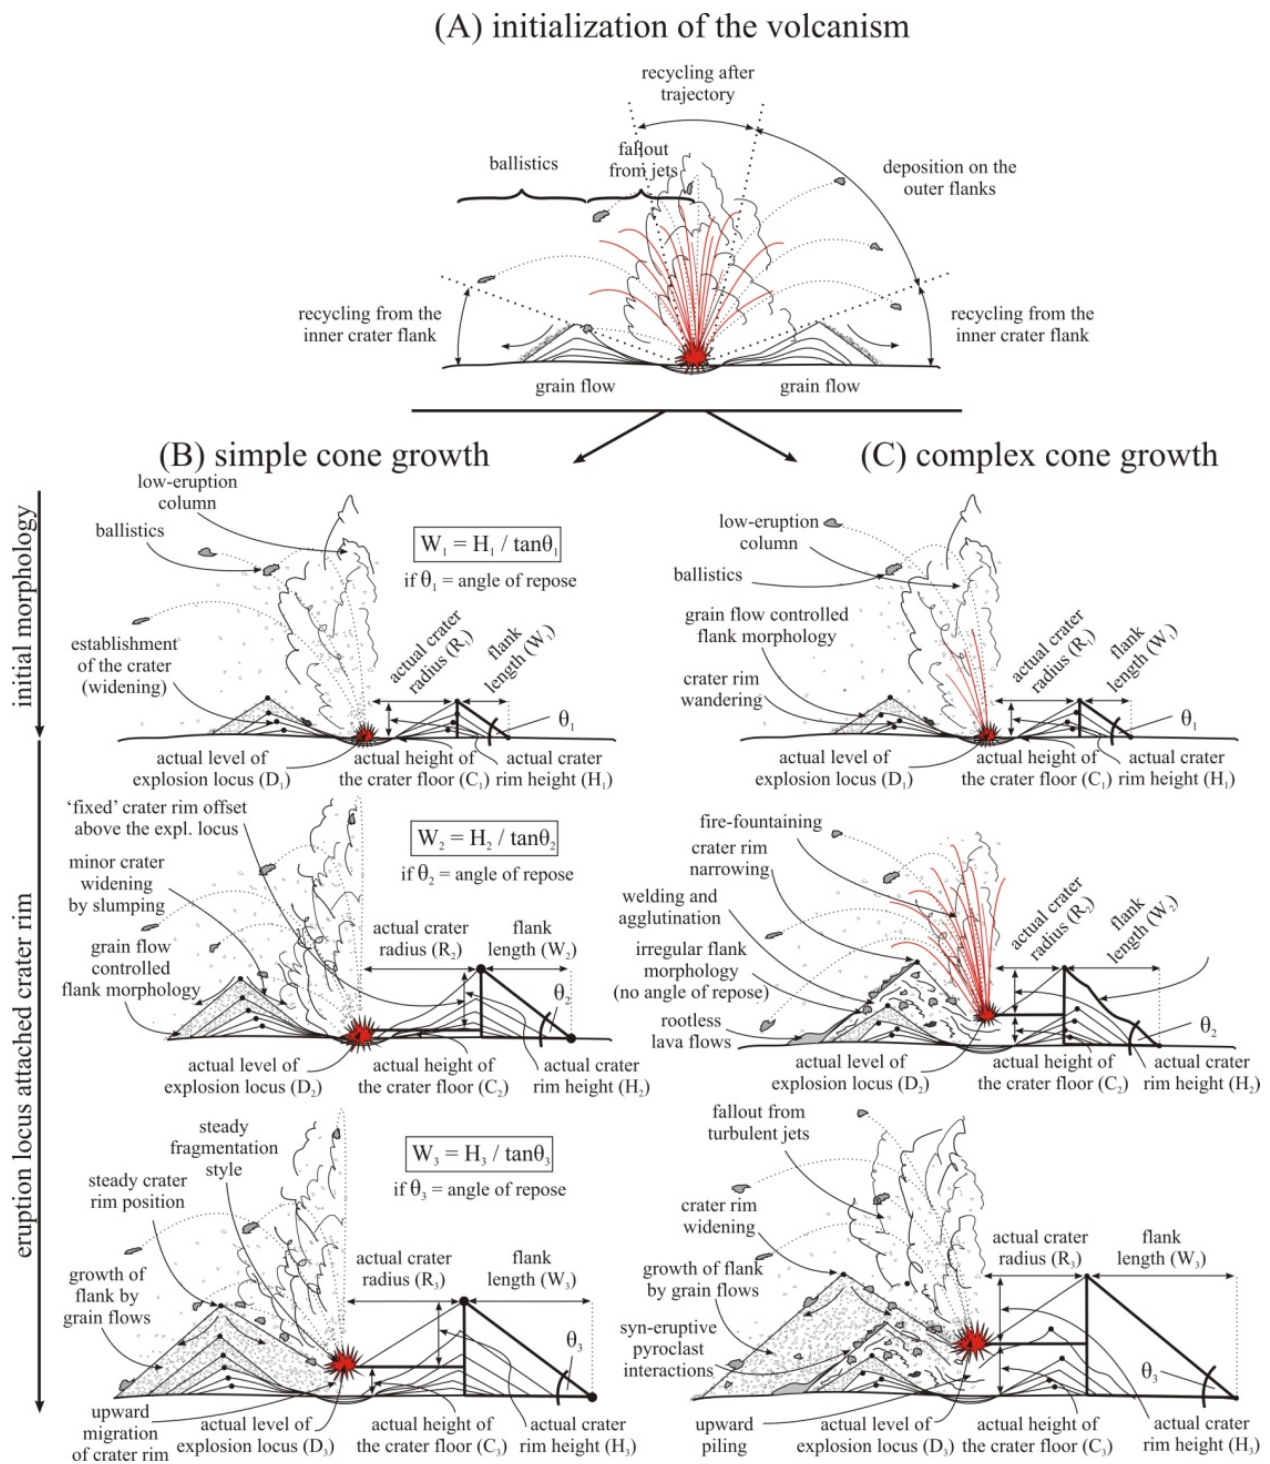 (A) initialization of the volcanism
recycling after
trajectory
ballistics
fallout
from jets
deposition on the
outer flanks
recycling from the
inner crater flank
recycling from the
inner crater flank
grain flow
grain flow
(B) simple cone growth
(C) complex cone growth
initial morphology
eruption locus attached crater rim
low-eruption
column
ballistics
W₁ = H₁ / tanθ₁
if θ₁ = angle of repose
establishment
of the crater
(widening)
actual crater
radius (R₁)
flank
length (W₁)
θ₁
actual level of
explosion locus (D₁)
actual height of
the crater floor (C₁)
actual crater
rim height (H₁)
low-eruption
column
ballistics
grain flow controlled
flank morphology
crater rim
wandering
actual crater
radius (R₁)
flank
length (W₁)
θ₁
actual level of
explosion locus (D₁)
actual height of
the crater floor (C₁)
actual crater
rim height (H₁)
‘fixed’ crater rim offset
above the expl. locus
W₂ = H₂ / tanθ₂
if θ₂ = angle of repose
minor crater
widening
by slumping
grain flow
controlled
flank morphology
actual crater
radius (R₂)
flank
length (W₂)
θ₂
actual level of
explosion locus (D₂)
actual height of
the crater floor (C₂)
actual crater
rim height (H₂)
fire-fountaining
crater rim
narrowing
welding and
agglutination
irregular flank
morphology
(no angle of repose)
rootless
lava flows
actual crater
radius (R₂)
flank
length (W₂)
θ₂
actual level of
explosion locus (D₂)
actual height of
the crater floor (C₂)
actual crater
rim height (H₂)
steady
fragmentation
style
W₃ = H₃ / tanθ₃
if θ₃ = angle of repose
steady crater
rim position
growth of
flank by
grain flows
actual crater
radius (R₃)
flank
length (W₃)
θ₃
upward
migration
of crater rim
actual level of
explosion locus (D₃)
actual height of
the crater floor (C₃)
actual crater
rim height (H₃)
fallout from
turbulent jets
crater rim
widening
growth of flank
by grain flows
syn-eruptive
pyroclast
interactions
actual crater
radius (R₃)
flank
length (W₃)
θ₃
upward
piling
actual level of
explosion locus (D₃)
actual height of
the crater floor (C₃)
actual crater
rim height (H₃)